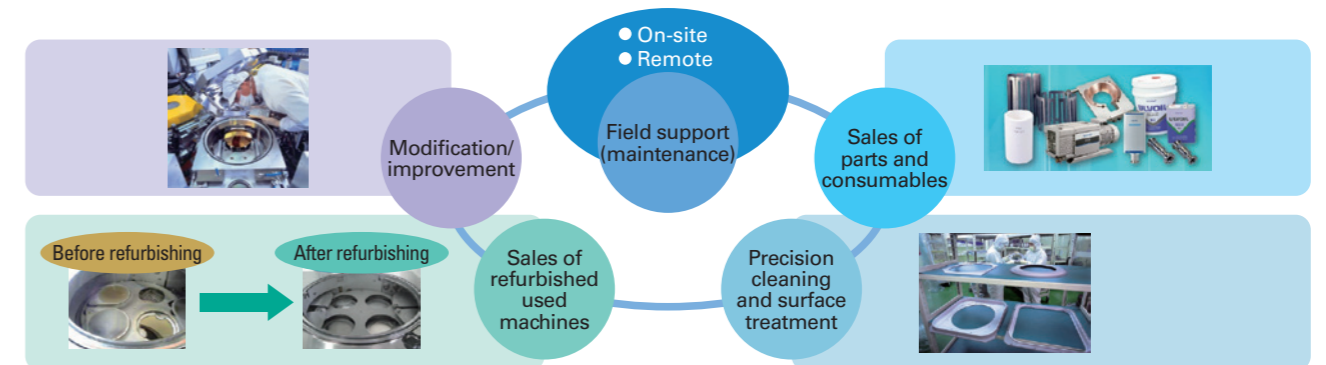 ● On-site
● Remote
Field support
(maintenance)
Modification/
improvement
Sales of
parts and
consumables
Before refurbishing
After refurbishing
Sales of
refurbished
used
machines
Precision
cleaning
and surface
treatment